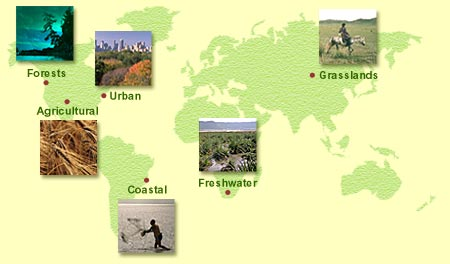 Forests
Urban
Grasslands
Agricultural
Coastal
Freshwater